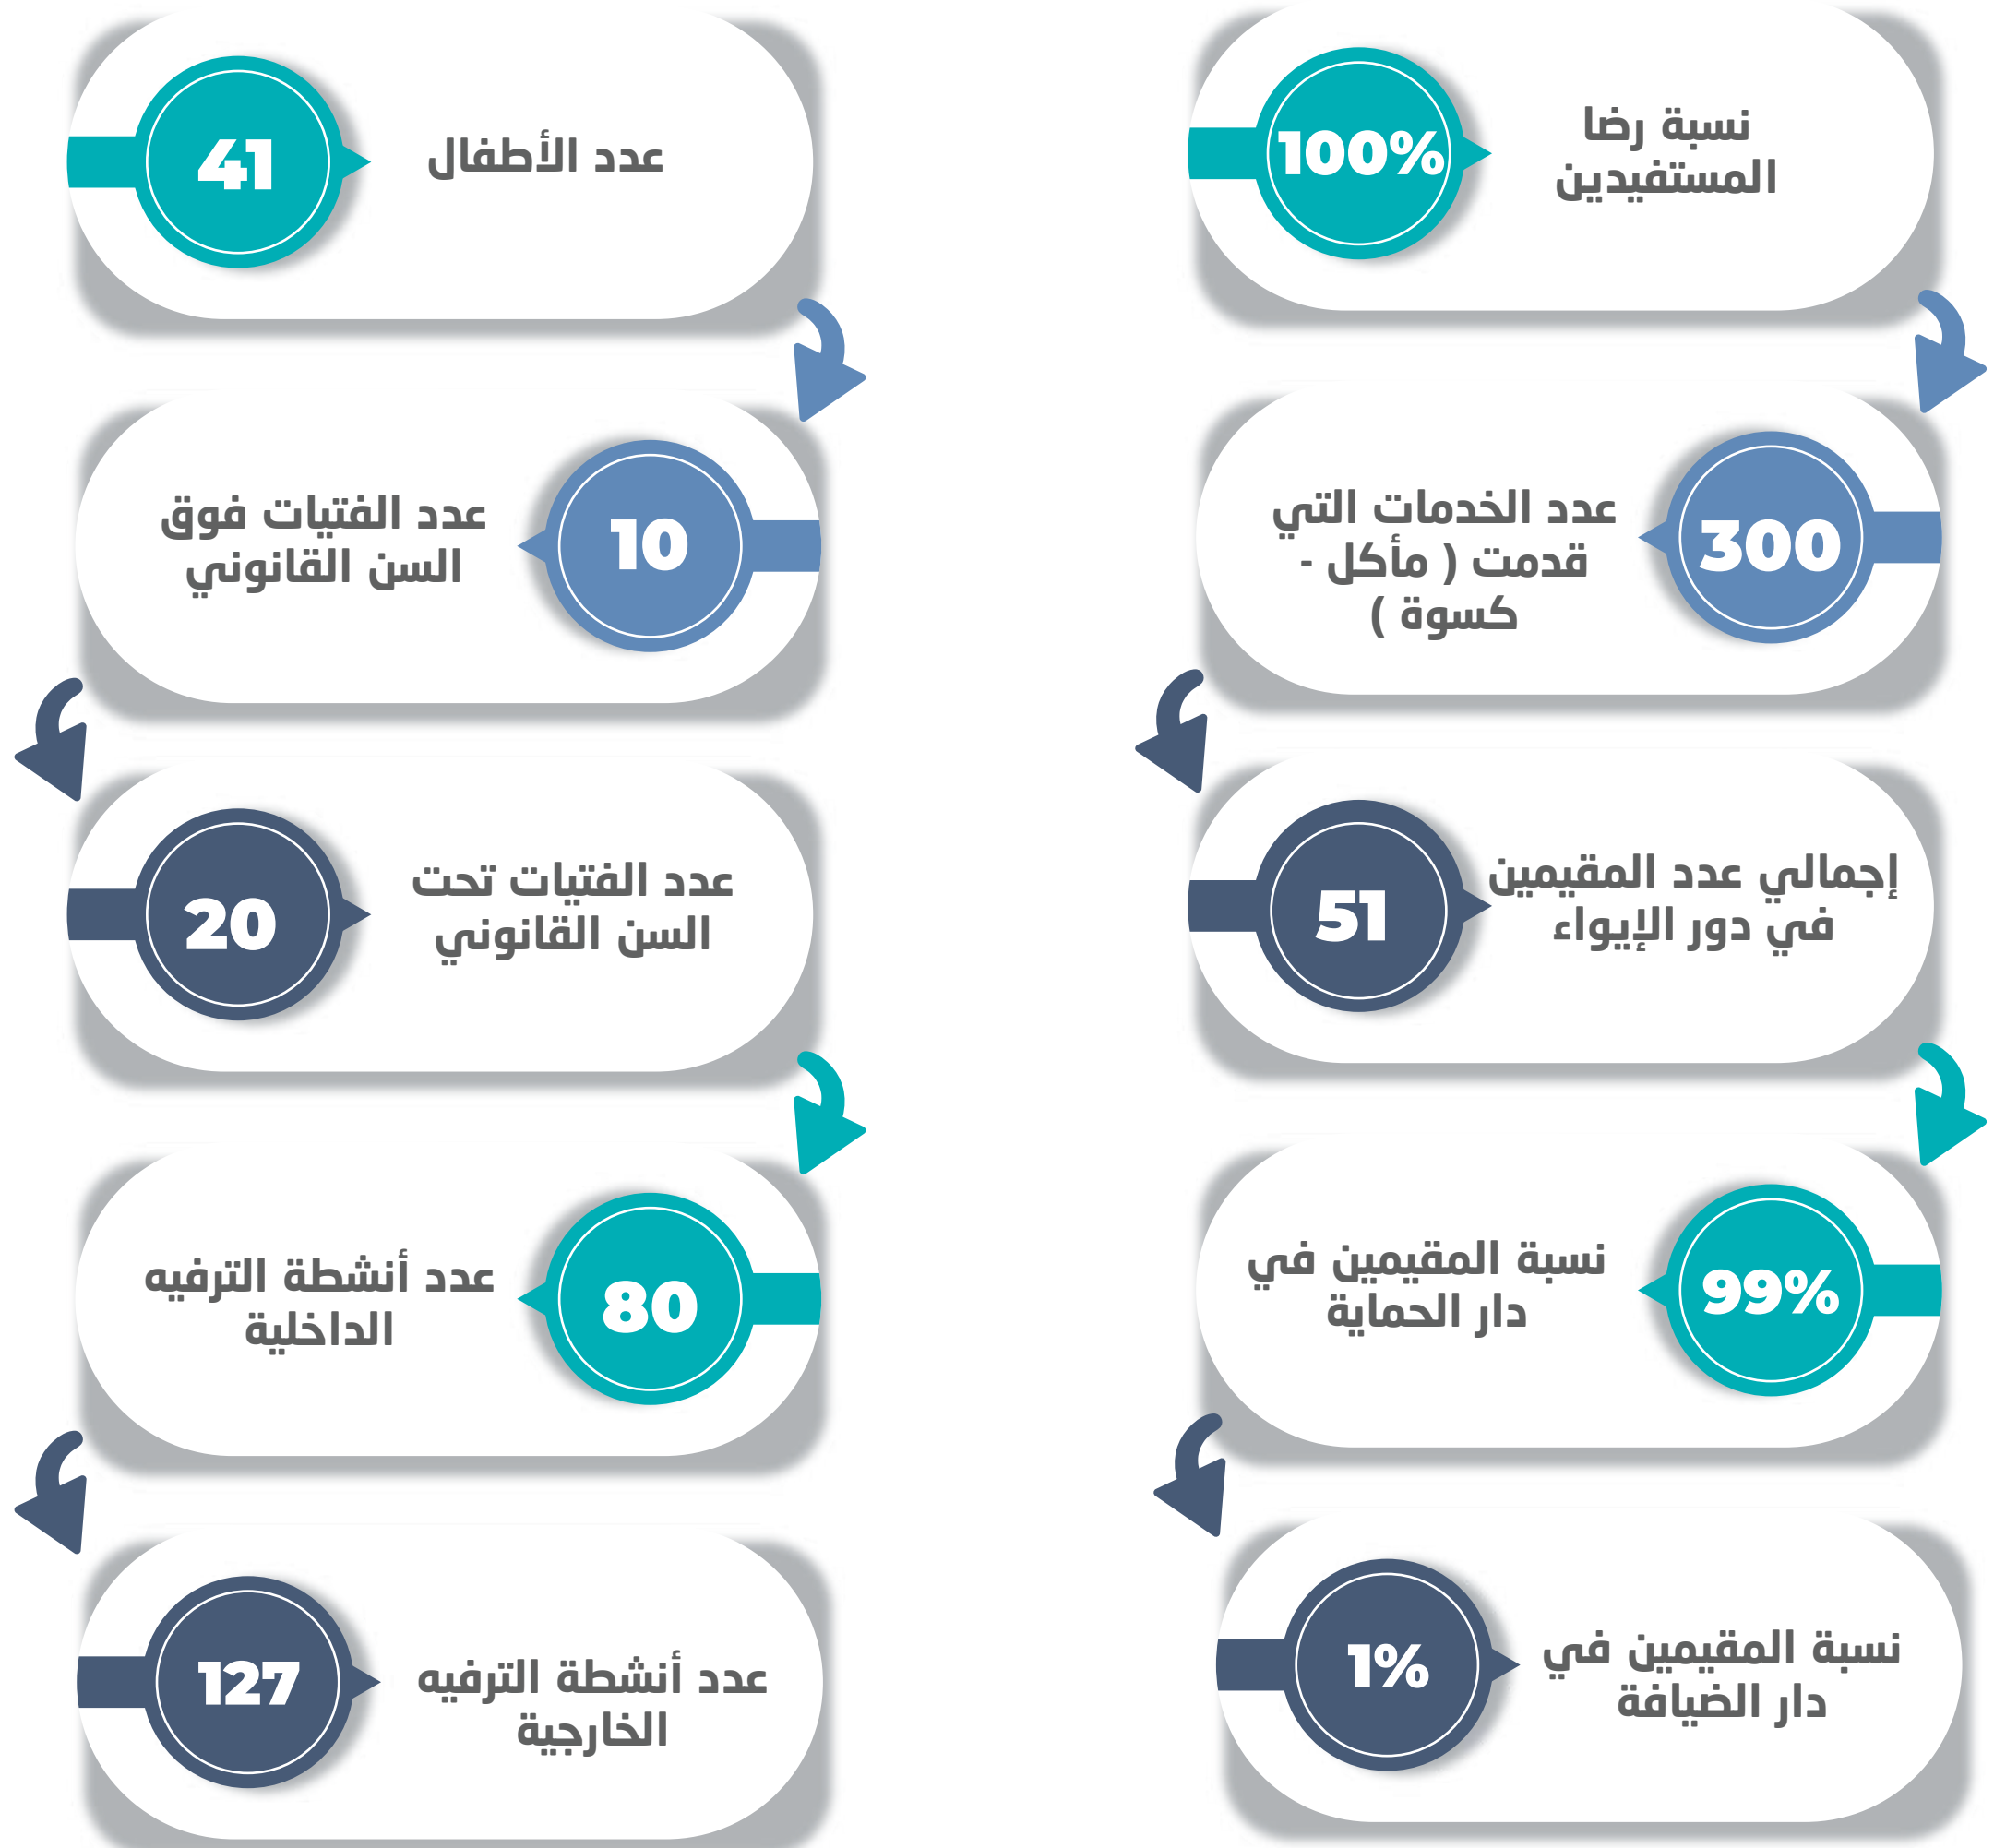 نسبة رضا
المستفيدين
100%
عدد الخدمات التي
قدمت ( مأكل -
كسوة )
300
إجمالي عدد المقيمين
في دور الإيواء
51
نسبة المقيمين في
دار الحماية
99%
نسبة المقيمين في
دار الضيافة
1%
عدد الأطفال
41
عدد الفتيات فوق
السن القانوني
10
عدد الفتيات تحت
السن القانوني
20
عدد أنشطة الترفيه
الداخلية
80
عدد أنشطة الترفيه
الخارجية
127